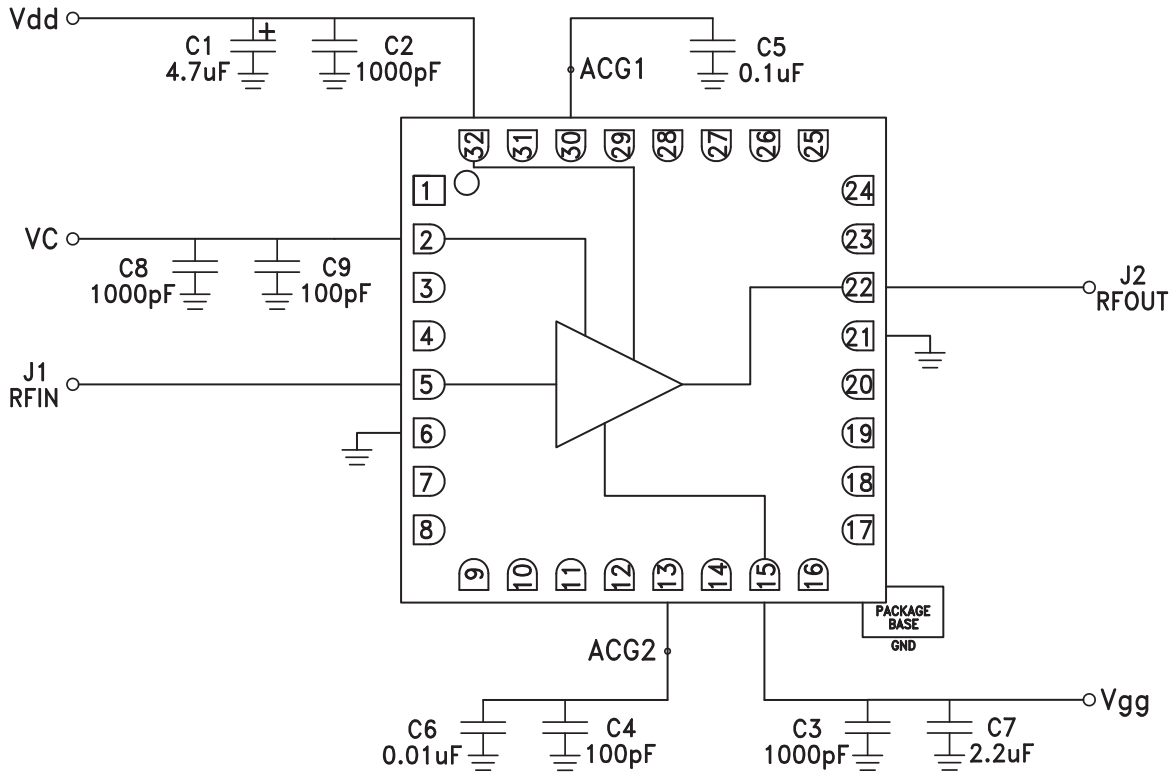 Vdd
C1
4.7uF
+
C2
1000pF
ACG1
C5
0.1uF
32
31
30
29
28
27
26
25
1
2
3
4
5
6
7
8
24
23
22
21
20
19
18
17
9
10
11
12
13
14
15
16
VC
C8
1000pF
C9
100pF
J1
RFIN
J2
RFOUT
PACKAGE
BASE
GND
ACG2
C6
0.01uF
C4
100pF
C3
1000pF
C7
2.2uF
Vgg